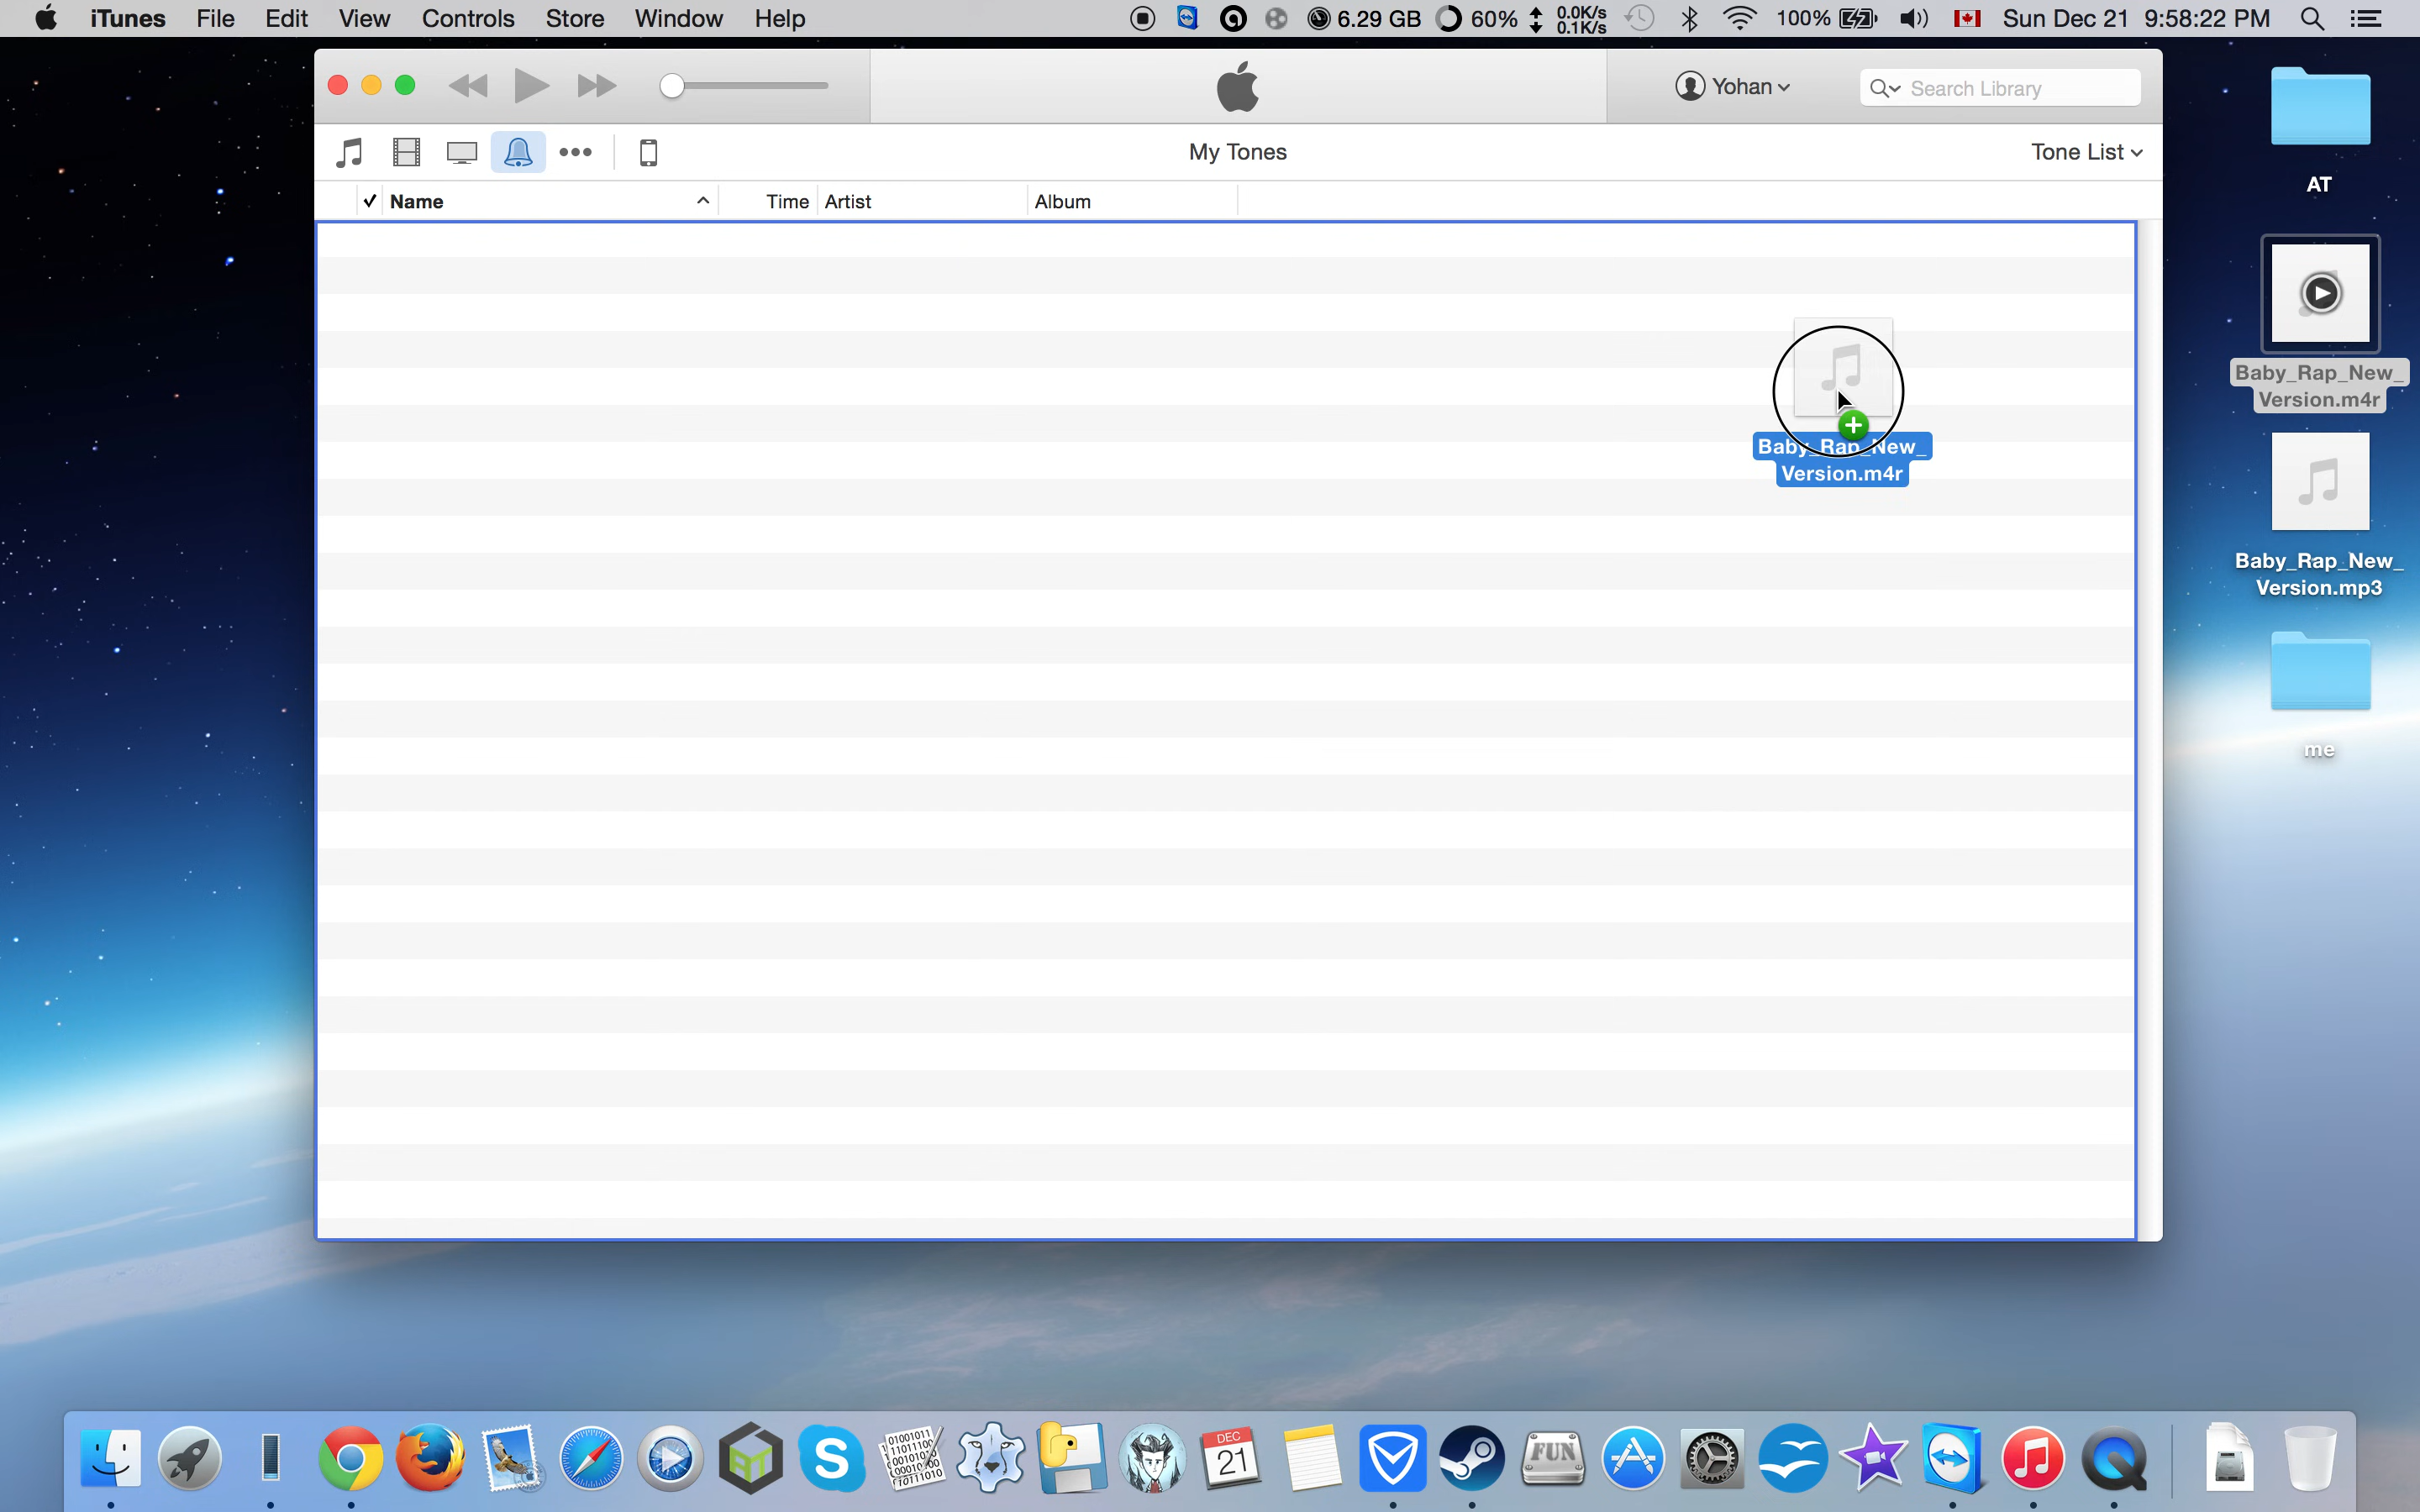 iTunes File Edit View Controls Store Window Help 6.29 GB 60% 0.0K/s 0.1K/s 100% Sun Dec 21 9:58:22 PM
Yohan Search Library
My Tones Tone List
✓ Name Time Artist Album
AT
Baby_Rap_New_
Version.m4r
Baby_Rap_New_
Version.m4r
Baby_Rap_New_
Version.mp3
me
DEC
21
FUN